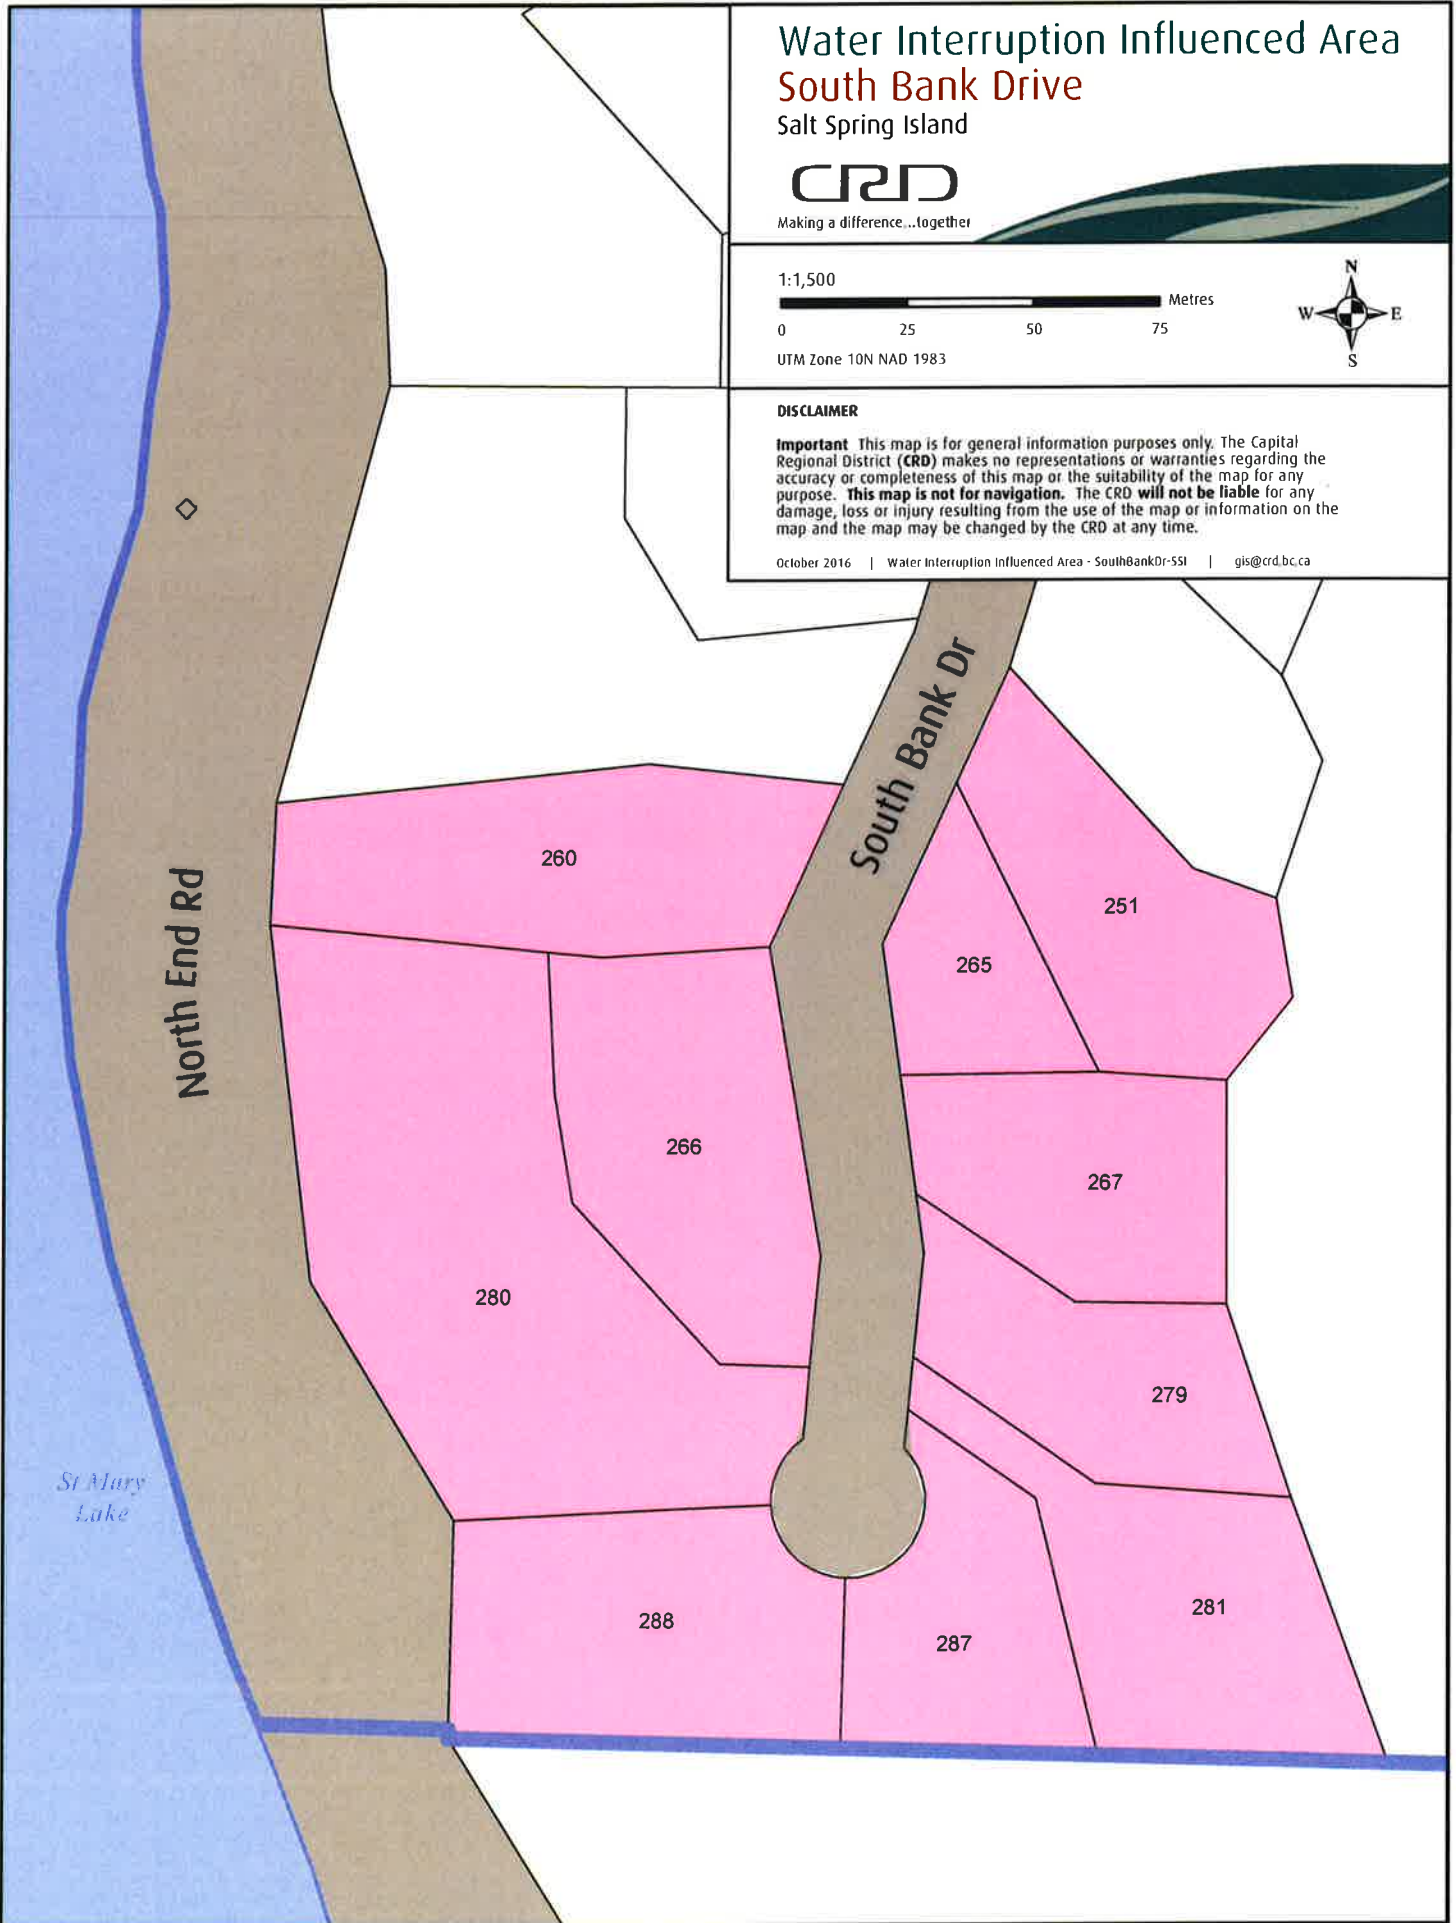 Water Interruption Influenced Area
South Bank Drive
Salt Spring Island
CRD
Making a difference...together
1:1,500
Metres
0 25 50 75
UTM Zone 10N NAD 1983
N
W E
S
DISCLAIMER
Important This map is for general information purposes only. The Capital
Regional District (CRD) makes no representations or warranties regarding the
accuracy or completeness of this map or the suitability of the map for any
purpose. This map is not for navigation. The CRD will not be liable for any
damage, loss or injury resulting from the use of the map or information on the
map and the map may be changed by the CRD at any time.
October 2016 | Water Interruption Influenced Area - SouthBankDr-SSI | gis@crd.bc.ca
South Bank Dr
North End Rd
260
251
265
266
267
280
279
St Mary
Lake
288
287
281